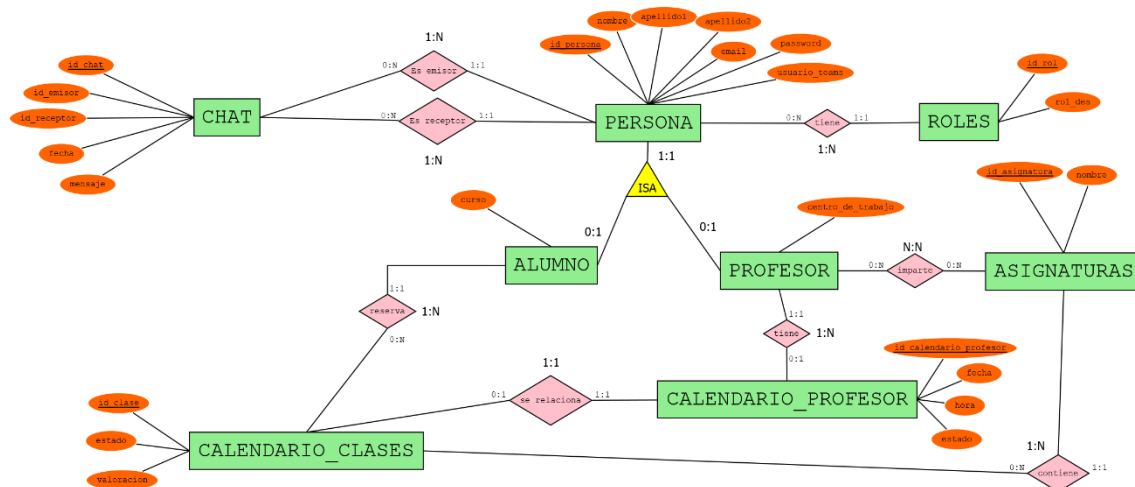 nombre
apellido1
apellido2
id_persona
email
password
usuario_teams
1:N
id_chat
id_emisor
id_receptor
fecha
mensaje
CHAT
0:N
Es emisor
1:1
0:N
Es receptor
1:1
1:N
PERSONA
0:N
tiene
1:1
1:N
ROLES
id_rol
rol_des
1:1
ISA
0:1
0:1
curso
ALUMNO
centro_de_trabajo
PROFESOR
N:N
0:N
imparte
0:N
ASIGNATURAS
id_asignatura
nombre
1:1
reserva
1:N
0:N
1:1
tiene
1:N
0:1
id_calendario_profesor
fecha
hora
estado
CALENDARIO_PROFESOR
1:1
0:1
se relaciona
1:1
id_clase
estado
valoracion
CALENDARIO_CLASES
1:N
0:N
contiene
1:1